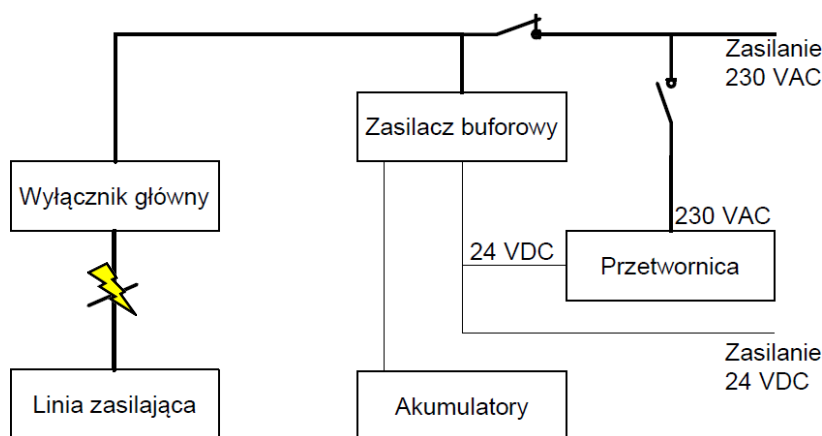 Zasilanie
230 VAC
Zasilacz buforowy
Wyłącznik główny
230 VAC
24 VDC
Przetwornica
Zasilanie
24 VDC
Linia zasilająca
Akumulatory